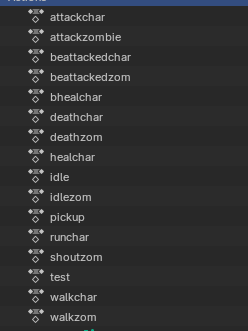 attackchar
attackzombie
beattackedchar
beattackedzom
bhealchar
deathchar
deathzom
healchar
idle
idlezom
pickup
runchar
shoutzom
test
walkchar
walkzom